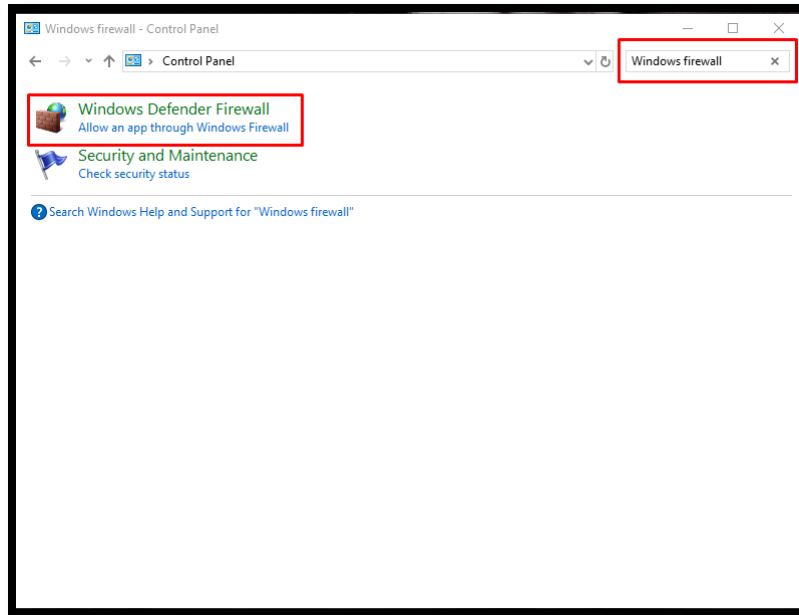 Windows firewall - Control Panel
Control Panel
Windows firewall
Windows Defender Firewall
Allow an app through Windows Firewall
Security and Maintenance
Check security status
Search Windows Help and Support for "Windows firewall"